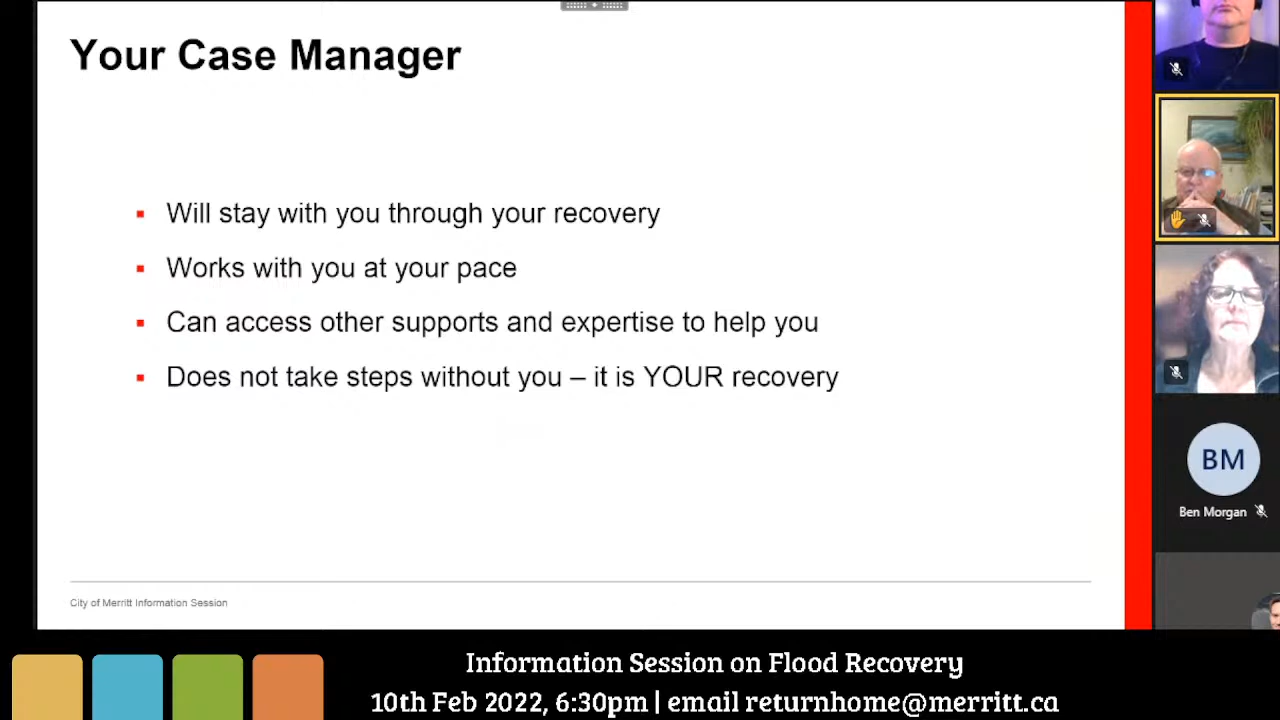 Your Case Manager
Will stay with you through your recovery
Works with you at your pace
Can access other supports and expertise to help you
Does not take steps without you – it is YOUR recovery
City of Merritt Information Session
BM
Ben Morgan
Information Session on Flood Recovery
10th Feb 2022, 6:30pm | email returnhome@merritt.ca